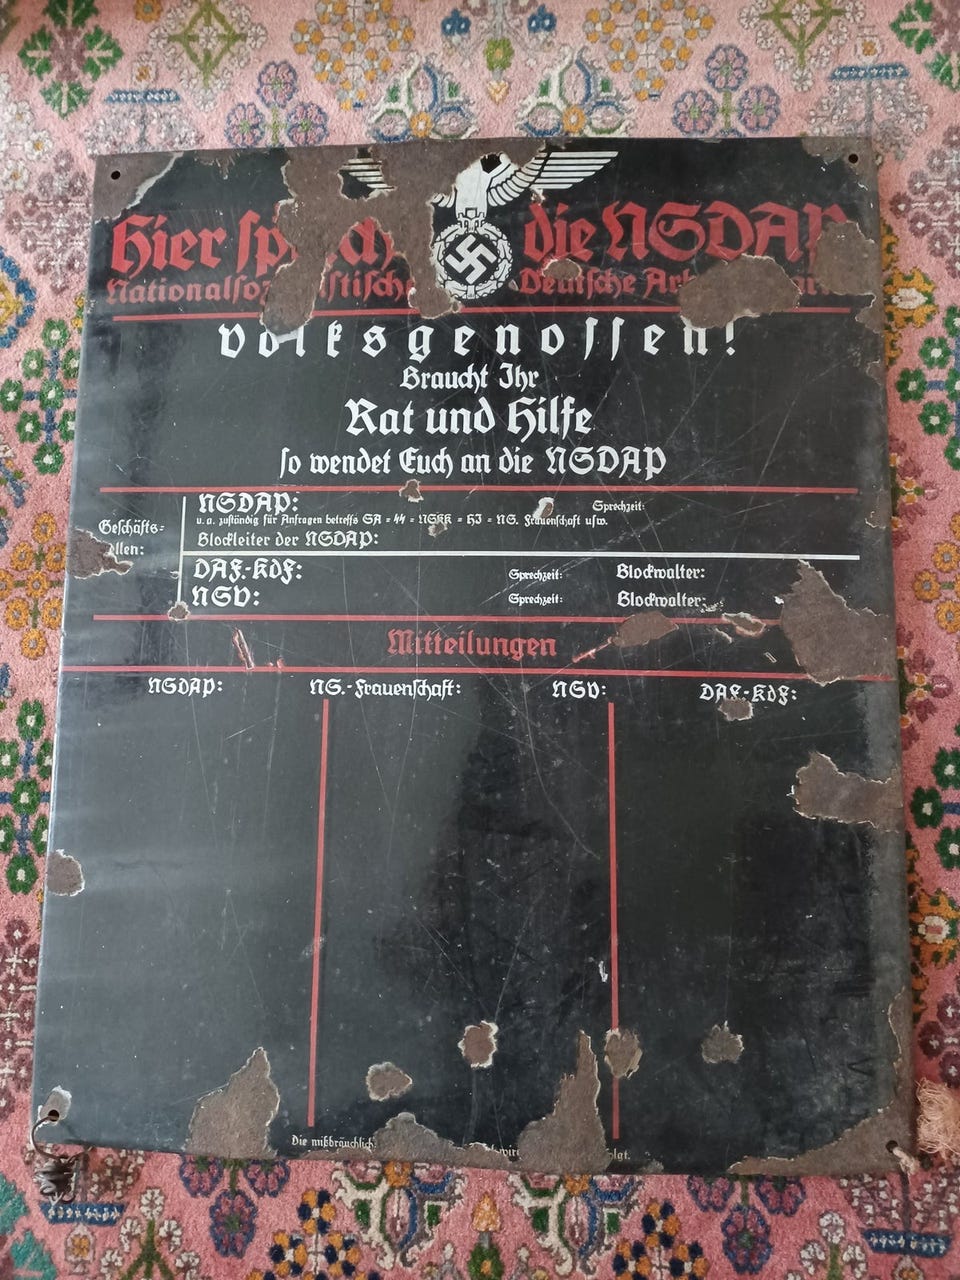 Hier die NSDAP
Deutsche
Volksgenossen!
Braucht Ihr
Rat und Hilfe
so wendet Euch an die NSDAP
Geschäfts-
NSDAP: Sprechzeit:
u. a. zuständig für Anfragen betreffs SA - SS - NSKK - HJ - NS. Frauenschaft usw.
Blockleiter der NSDAP:
DAF.-KdF: Sprechzeit: Blockwalter:
NSV: Sprechzeit: Blockwalter:
Mitteilungen
NSDAP: NS.-Frauenschaft: NSV: DAF.-KdF:
Die mißbräuchlich